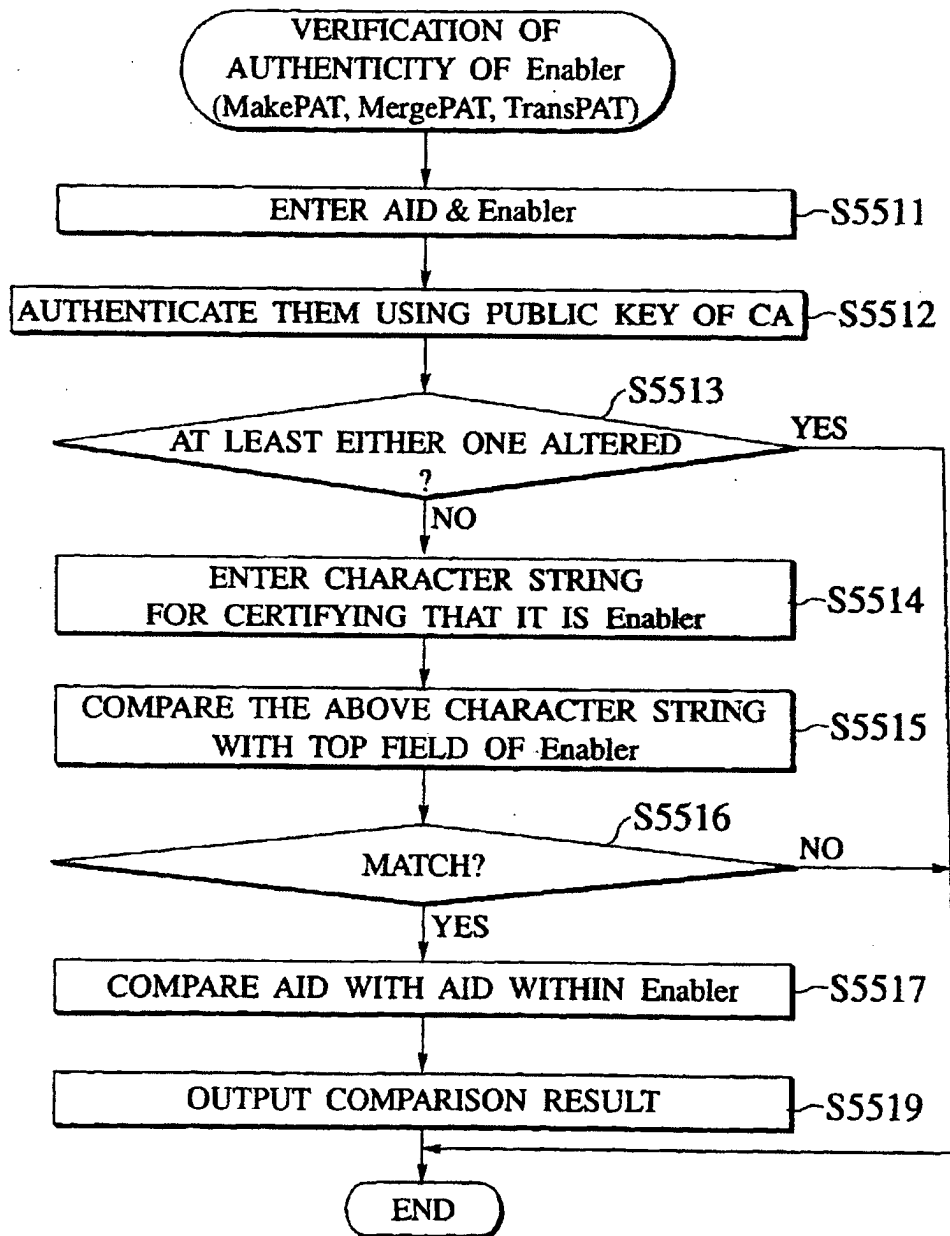 VERIFICATION OF
AUTHENTICITY OF Enabler
(MakePAT, MergePAT, TransPAT)
ENTER AID & Enabler
S5511
AUTHENTICATE THEM USING PUBLIC KEY OF CA
S5512
S5513
AT LEAST EITHER ONE ALTERED
?
YES
NO
ENTER CHARACTER STRING
FOR CERTIFYING THAT IT IS Enabler
S5514
COMPARE THE ABOVE CHARACTER STRING
WITH TOP FIELD OF Enabler
S5515
S5516
MATCH?
NO
YES
COMPARE AID WITH AID WITHIN Enabler
S5517
OUTPUT COMPARISON RESULT
S5519
END